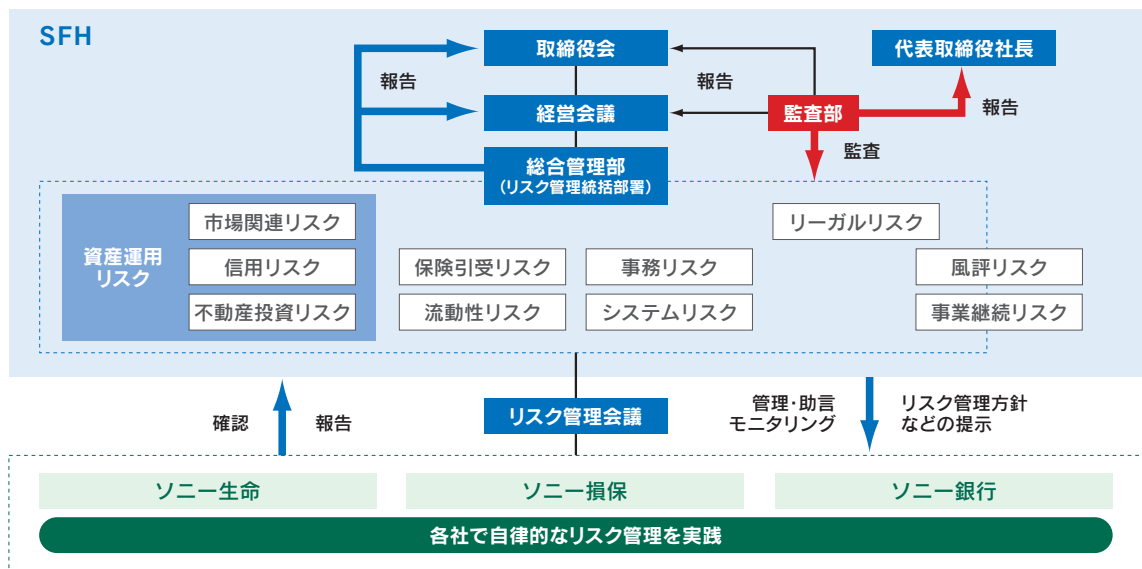 SFH
取締役会
代表取締役社長
報告
報告
経営会議
監査部
報告
監査
総合管理部
(リスク管理統括部署)
市場関連リスク
リーガルリスク
資産運用
リスク
信用リスク
保険引受リスク
事務リスク
風評リスク
不動産投資リスク
流動性リスク
システムリスク
事業継続リスク
確認
報告
リスク管理会議
管理・助言
モニタリング
リスク管理方針
などの提示
ソニー生命
ソニー損保
ソニー銀行
各社で自律的なリスク管理を実践